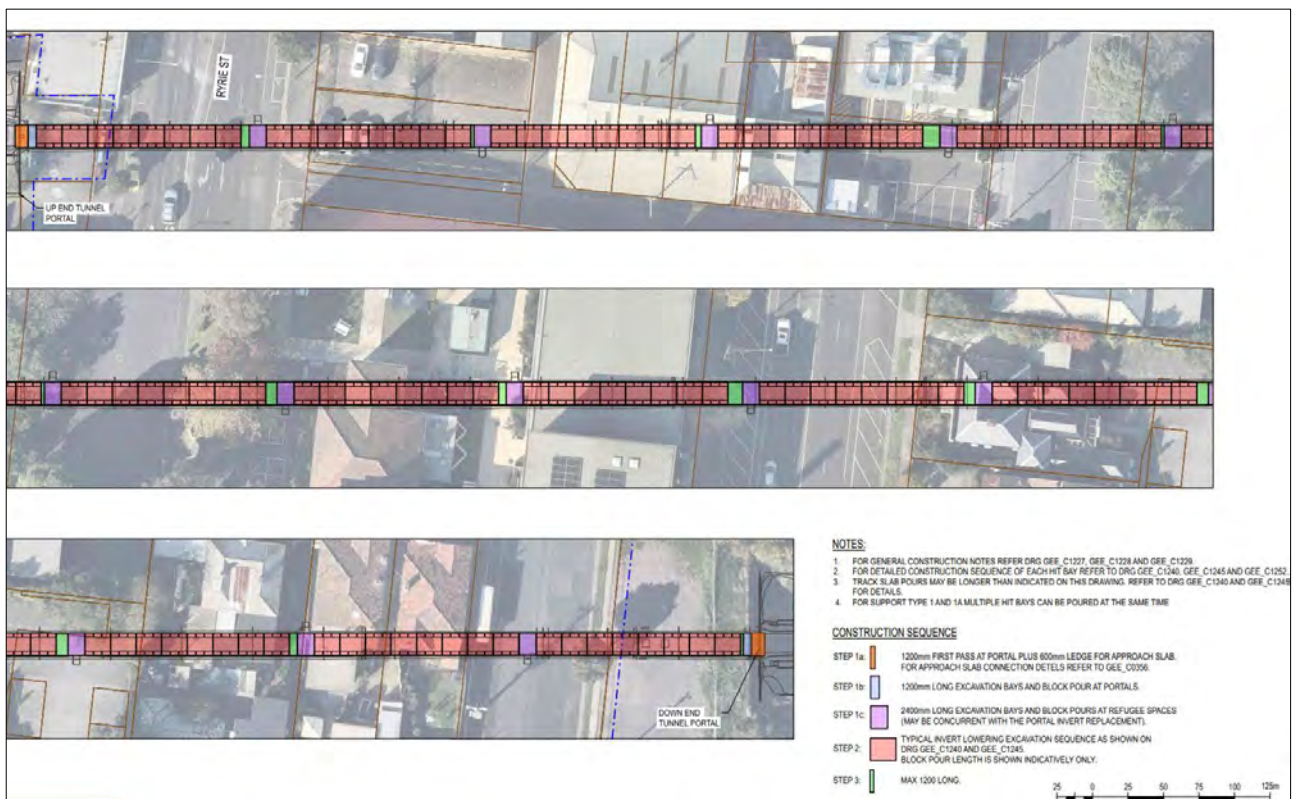 RYRIE ST
UP END TUNNEL
PORTAL
DOWN END
TUNNEL PORTAL
NOTES:
1. FOR GENERAL CONSTRUCTION NOTES REFER DRG GEE_C1227, GEE_C1228 AND GEE_C1229.
2. FOR DETAILED CONSTRUCTION SEQUENCE OF EACH HIT BAY REFER TO DRG GEE_C1240, GEE_C1245 AND GEE_C1252.
3. TRACK SLAB POURS MAY BE LONGER THAN INDICATED ON THIS DRAWING. REFER TO DRG GEE_C1240 AND GEE_C1245
FOR DETAILS.
4. FOR SUPPORT TYPE 1 AND 1A MULTIPLE HIT BAYS CAN BE POURED AT THE SAME TIME
CONSTRUCTION SEQUENCE
STEP 1a: 1200mm FIRST PASS AT PORTAL PLUS 600mm LEDGE FOR APPROACH SLAB.
FOR APPROACH SLAB CONNECTION DETELS REFER TO GEE_C0356.
STEP 1b: 1200mm LONG EXCAVATION BAYS AND BLOCK POUR AT PORTALS.
STEP 1c: 2400mm LONG EXCAVATION BAYS AND BLOCK POURS AT REFUGEE SPACES
(MAY BE CONCURRENT WITH THE PORTAL INVERT REPLACEMENT).
STEP 2: TYPICAL INVERT LOWERING EXCAVATION SEQUENCE AS SHOWN ON
DRG GEE_C1240 AND GEE_C1245.
BLOCK POUR LENGTH IS SHOWN INDICATIVELY ONLY.
STEP 3: MAX 1200 LONG.
25 0 25 50 75 100 125m